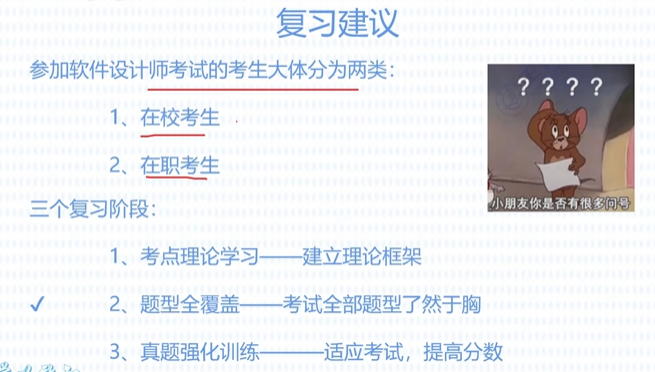 复习建议
参加软件设计师考试的考生大体分为两类：
1、在校考生
2、在职考生
？？？？
小朋友你是否有很多问号
三个复习阶段：
1、考点理论学习——建立理论框架
✓ 2、题型全覆盖——考试全部题型了然于胸
3、真题强化训练———适应考试，提高分数